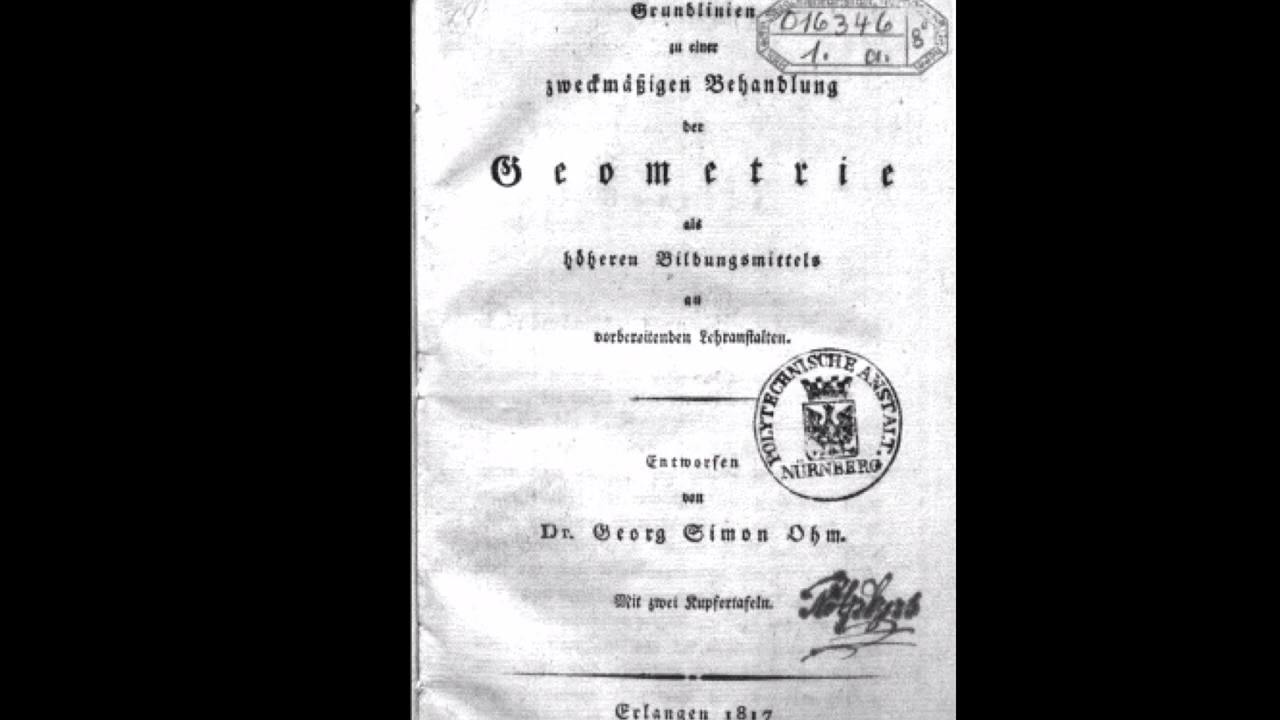 Grundlinien
016346
zu einer
8°
1. a.
zweckmäßigen Behandlung
der
Geometrie
als
höheren Bildungsmittels
an
vorbereitenden Lehranstalten.
POLYTECHNISCHE ANSTALT.
NÜRNBERG
Entworfen
von
Dr. Georg Simon Ohm.
Mit zwei Kupfertafeln.
Erlangen 1817